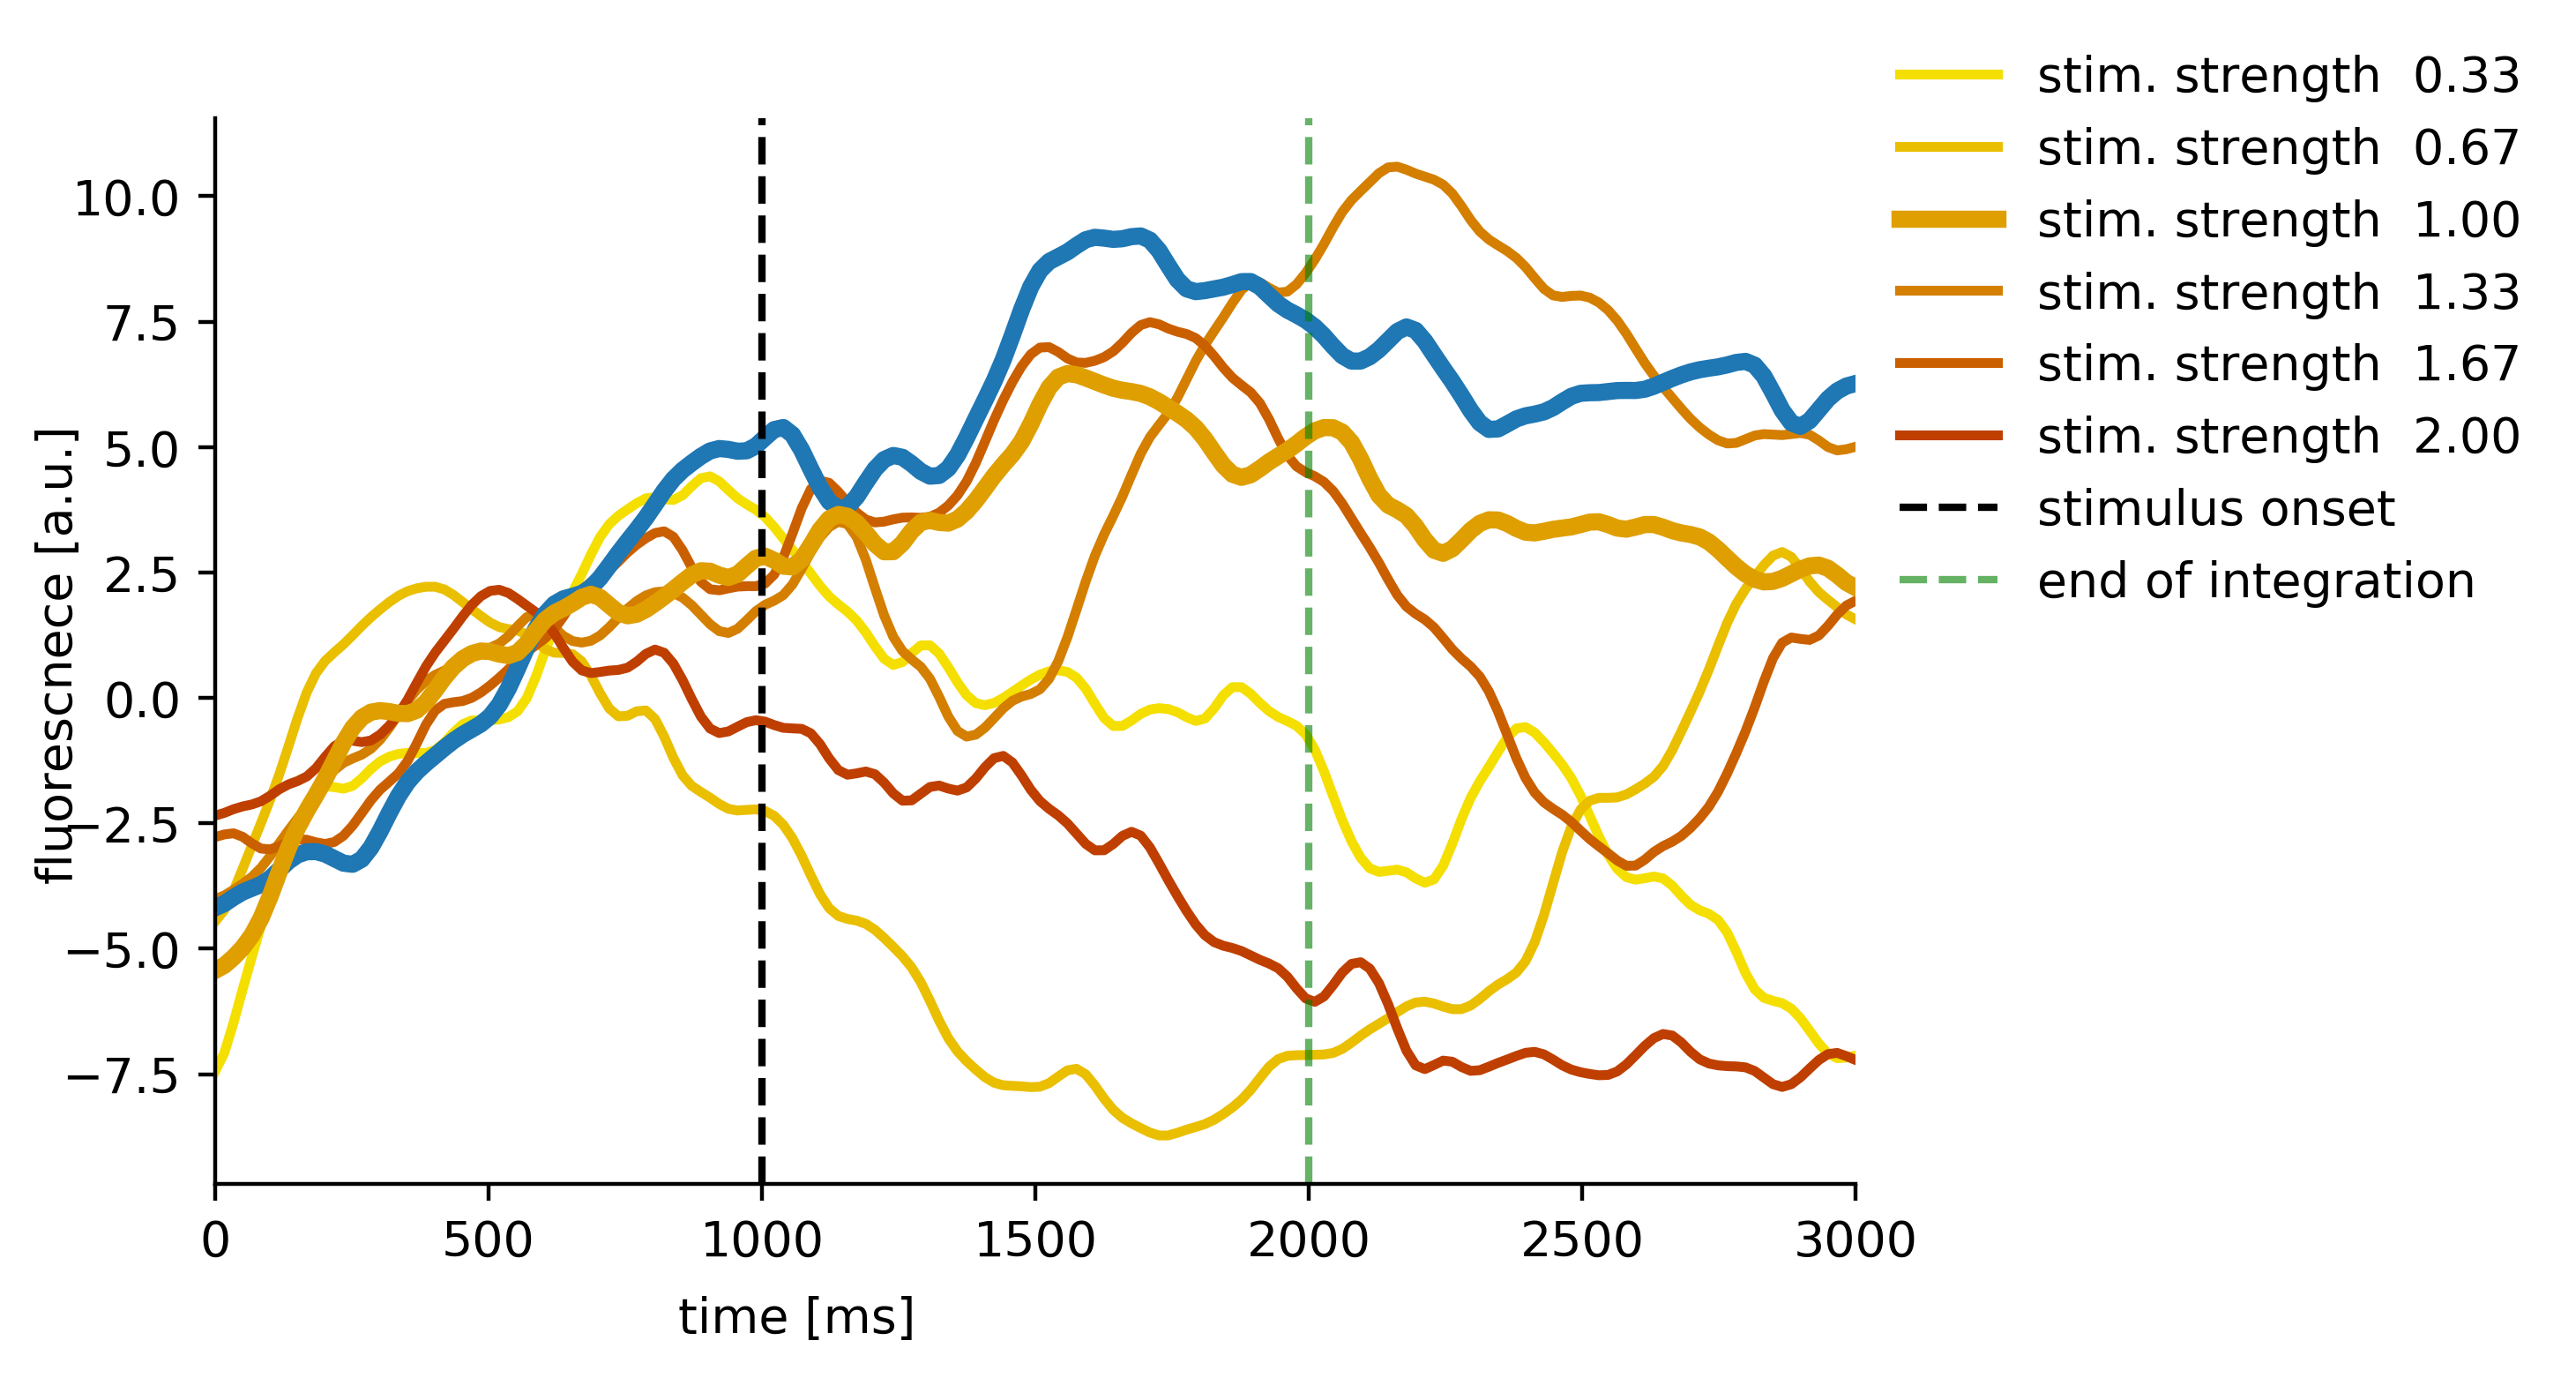 stim. strength  0.33
stim. strength  0.67
stim. strength  1.00
stim. strength  1.33
stim. strength  1.67
stim. strength  2.00
stimulus onset
end of integration
fluorescnece [a.u.]
10.0
7.5
5.0
2.5
0.0
−2.5
−5.0
−7.5
0 500 1000 1500 2000 2500 3000
time [ms]